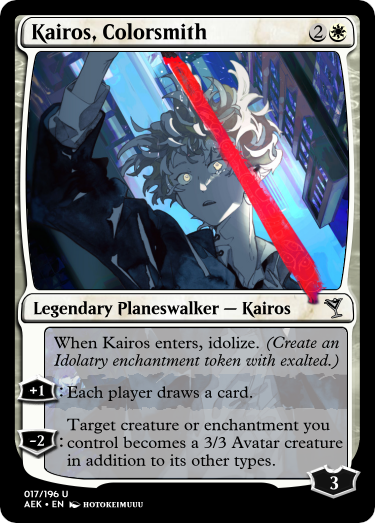 Kairos, Colorsmith 2
Legendary Planeswalker — Kairos
When Kairos enters, idolize. (Create an
Idolatry enchantment token with exalted.)
+1: Each player draws a card.
Target creature or enchantment you
-2: control becomes a 3/3 Avatar creature
in addition to its other types.
3
017/196 U
AEK • EN HOTOKEIMUUU